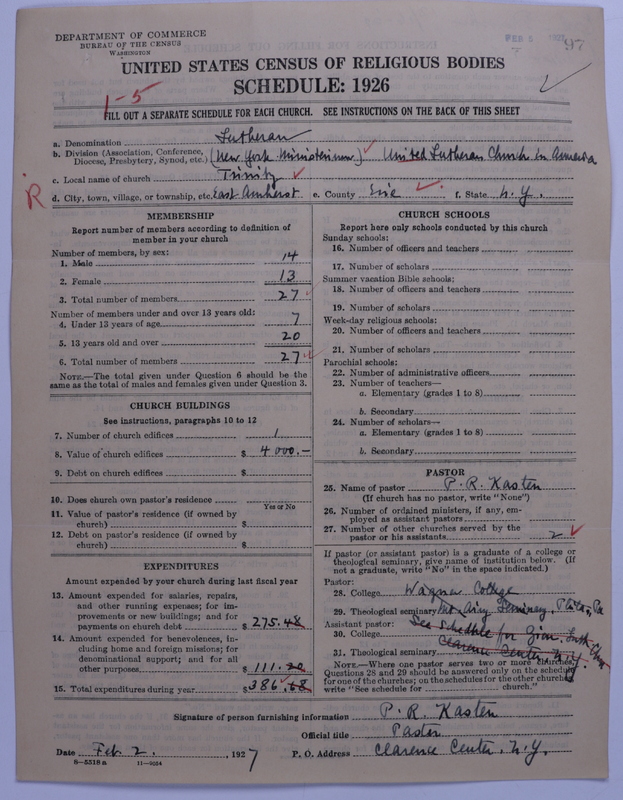 DEPARTMENT OF COMMERCE
BUREAU OF THE CENSUS
WASHINGTON
FEB 5 1927
97
UNITED STATES CENSUS OF RELIGIOUS BODIES
SCHEDULE: 1926
1-5
FILL OUT A SEPARATE SCHEDULE FOR EACH CHURCH. SEE INSTRUCTIONS ON THE BACK OF THIS SHEET
a. Denomination Lutheran
b. Division (Association, Conference, Diocese, Presbytery, Synod, etc.) (New York Ministerium) United Lutheran Church in America
c. Local name of church Trinity
R
d. City, town, village, or township, etc. East Amherst e. County Erie f. State N. Y.
MEMBERSHIP
Report number of members according to definition of
member in your church
Number of members, by sex:
1. Male 14
2. Female 13
3. Total number of members 27
Number of members under and over 13 years old:
4. Under 13 years of age 7
5. 13 years old and over 20
6. Total number of members 27
NOTE.—The total given under Question 6 should be
same as the total of males and females given under Question 3.
CHURCH BUILDINGS
See instructions, paragraphs 10 to 12
7. Number of church edifices 1
8. Value of church edifices $ 4000.—
9. Debt on church edifices $
10. Does church own pastor's residence
Yes or No
11. Value of pastor's residence (if owned by
church) $
12. Debt on pastor's residence (if owned by
church) $
EXPENDITURES
Amount expended by your church during last fiscal year
13. Amount expended for salaries, repairs,
and other running expenses; for im-
provements or new buildings; and for
payments on church debt $ 275.48
14. Amount expended for benevolences, in-
cluding home and foreign missions; for
denominational support; and for all
other purposes 111.20
15. Total expenditures during year $ 386.68
CHURCH SCHOOLS
Report here only schools conducted by this church
Sunday schools:
16. Number of officers and teachers
17. Number of scholars
Summer vacation Bible schools:
18. Number of officers and teachers
19. Number of scholars
Week-day religious schools:
20. Number of officers and teachers
21. Number of scholars
Parochial schools:
22. Number of administrative officers
23. Number of teachers—
a. Elementary (grades 1 to 8)
b. Secondary
24. Number of scholars—
a. Elementary (grades 1 to 8)
b. Secondary
PASTOR
25. Name of pastor P. R. Kasten
(If church has no pastor, write "None")
26. Number of ordained ministers, if any, em-
ployed as assistant pastors
27. Number of other churches served by the
pastor or his assistants 2
If pastor (or assistant pastor) is a graduate of a college or
theological seminary, give name of institution below. (If
not a graduate, write "No" in the space indicated.)
Pastor:
28. College Wagner College
29. Theological seminary Mt. Airy Seminary, Phila, Pa
Assistant pastor: See schedule for Zion Luth. Church
30. College
Clarence Center, N.Y.
31. Theological seminary
NOTE.—Where one pastor serves two or more churches,
Questions 28 and 29 should be answered only on the schedule
for one of the churches; on the schedules for the other churches
write "See schedule for church."
Signature of person furnishing information P. R. Kasten
Official title Pastor
Date Feb. 2. , 1927 P. O. Address Clarence Center, N.Y.
8-5518 a 11-9054